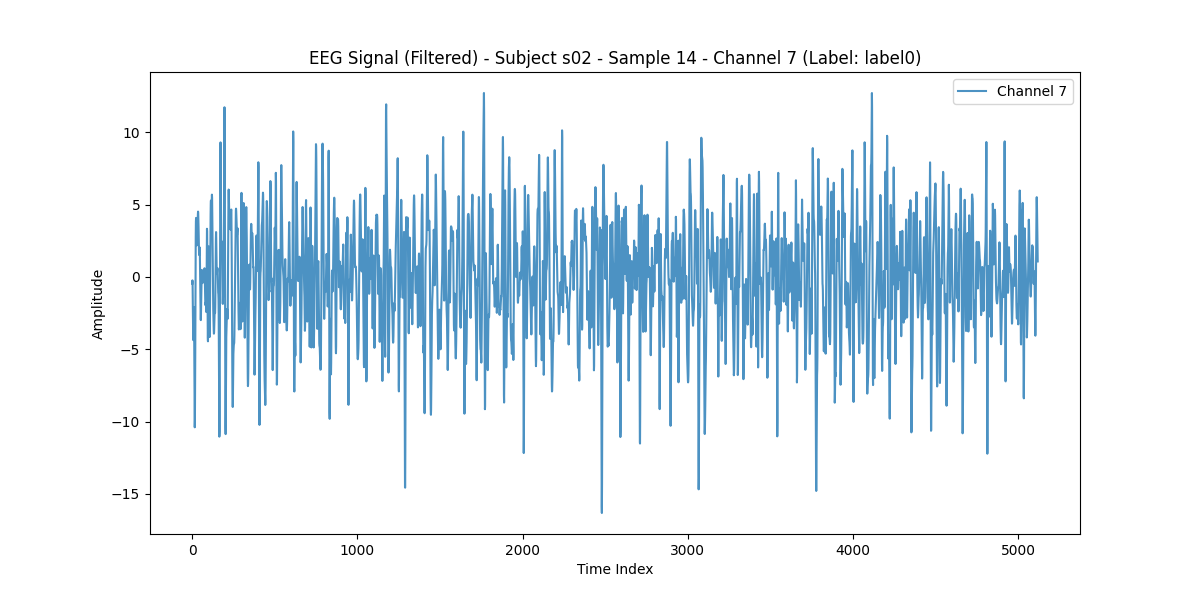 EEG Signal (Filtered) - Subject s02 - Sample 14 - Channel 7 (Label: label0)
Channel 7
10
5
0
−5
−10
−15
Amplitude
0 1000 2000 3000 4000 5000
Time Index